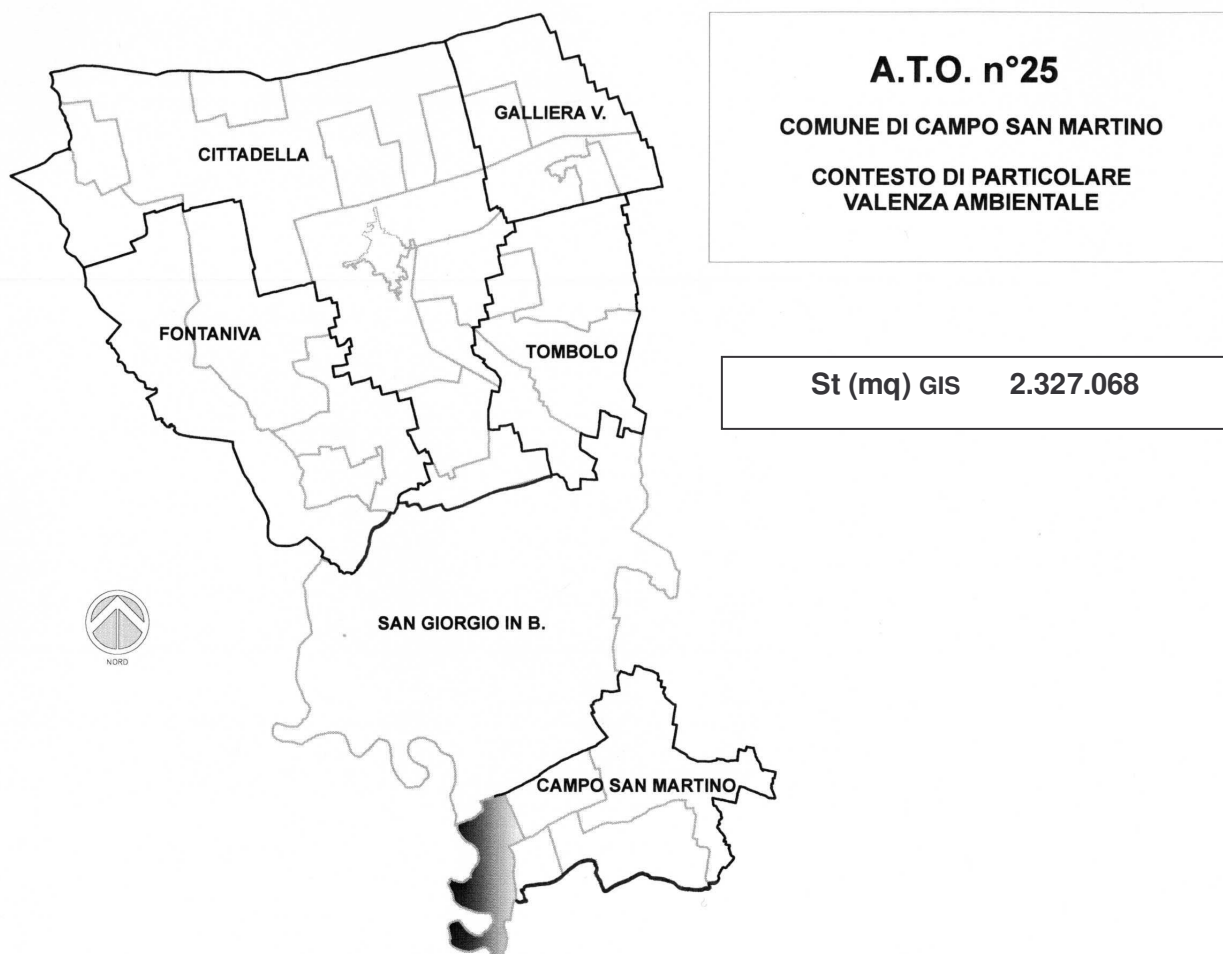 A.T.O. n°25
COMUNE DI CAMPO SAN MARTINO
CONTESTO DI PARTICOLARE
VALENZA AMBIENTALE
St (mq) GIS 2.327.068
GALLIERA V.
CITTADELLA
FONTANIVA
TOMBOLO
SAN GIORGIO IN B.
NORD
CAMPO SAN MARTINO